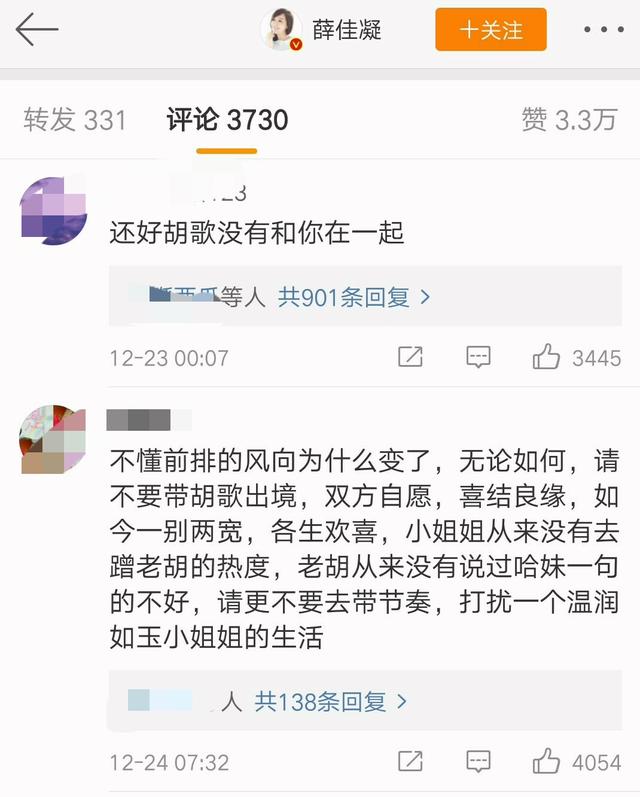 薛佳凝
+关注
转发 331
评论 3730
赞 3.3万
还好胡歌没有和你在一起
等人 共901条回复 >
12-23 00:07
3445
不懂前排的风向为什么变了，无论如何，请
不要带胡歌出境，双方自愿，喜结良缘，如
今一别两宽，各生欢喜，小姐姐从来没有去
蹭老胡的热度，老胡从来没有说过哈妹一句
的不好，请更不要去带节奏，打扰一个温润
如玉小姐姐的生活
人 共138条回复 >
12-24 07:32
4054